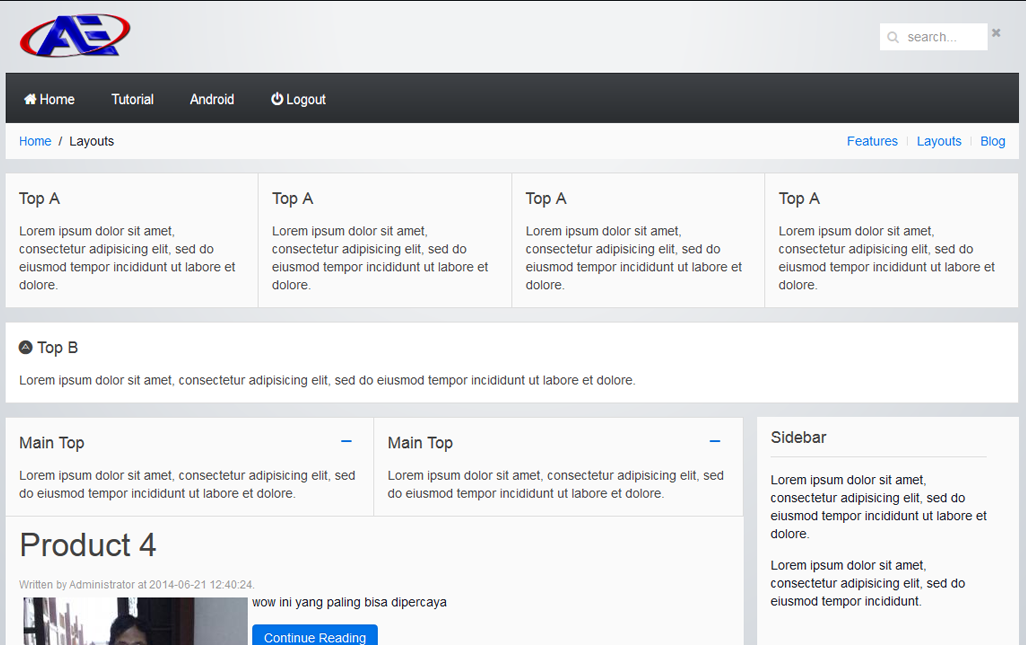 AE
search...
Home Tutorial Android Logout
Home / Layouts
Features Layouts Blog
Top A
Lorem ipsum dolor sit amet,
consectetur adipisicing elit, sed do
eiusmod tempor incididunt ut labore et
dolore.
Top A
Lorem ipsum dolor sit amet,
consectetur adipisicing elit, sed do
eiusmod tempor incididunt ut labore et
dolore.
Top A
Lorem ipsum dolor sit amet,
consectetur adipisicing elit, sed do
eiusmod tempor incididunt ut labore et
dolore.
Top A
Lorem ipsum dolor sit amet,
consectetur adipisicing elit, sed do
eiusmod tempor incididunt ut labore et
dolore.
Top B
Lorem ipsum dolor sit amet, consectetur adipisicing elit, sed do eiusmod tempor incididunt ut labore et dolore.
Main Top
Lorem ipsum dolor sit amet, consectetur adipisicing elit, sed
do eiusmod tempor incididunt ut labore et dolore.
Main Top
Lorem ipsum dolor sit amet, consectetur adipisicing elit, sed
do eiusmod tempor incididunt ut labore et dolore.
Product 4
Written by Administrator at 2014-06-21 12:40:24.
wow ini yang paling bisa dipercaya
Continue Reading
Sidebar
Lorem ipsum dolor sit amet,
consectetur adipisicing elit, sed do
eiusmod tempor incididunt ut labore et
dolore.
Lorem ipsum dolor sit amet,
consectetur adipisicing elit, sed do
eiusmod tempor incididunt.